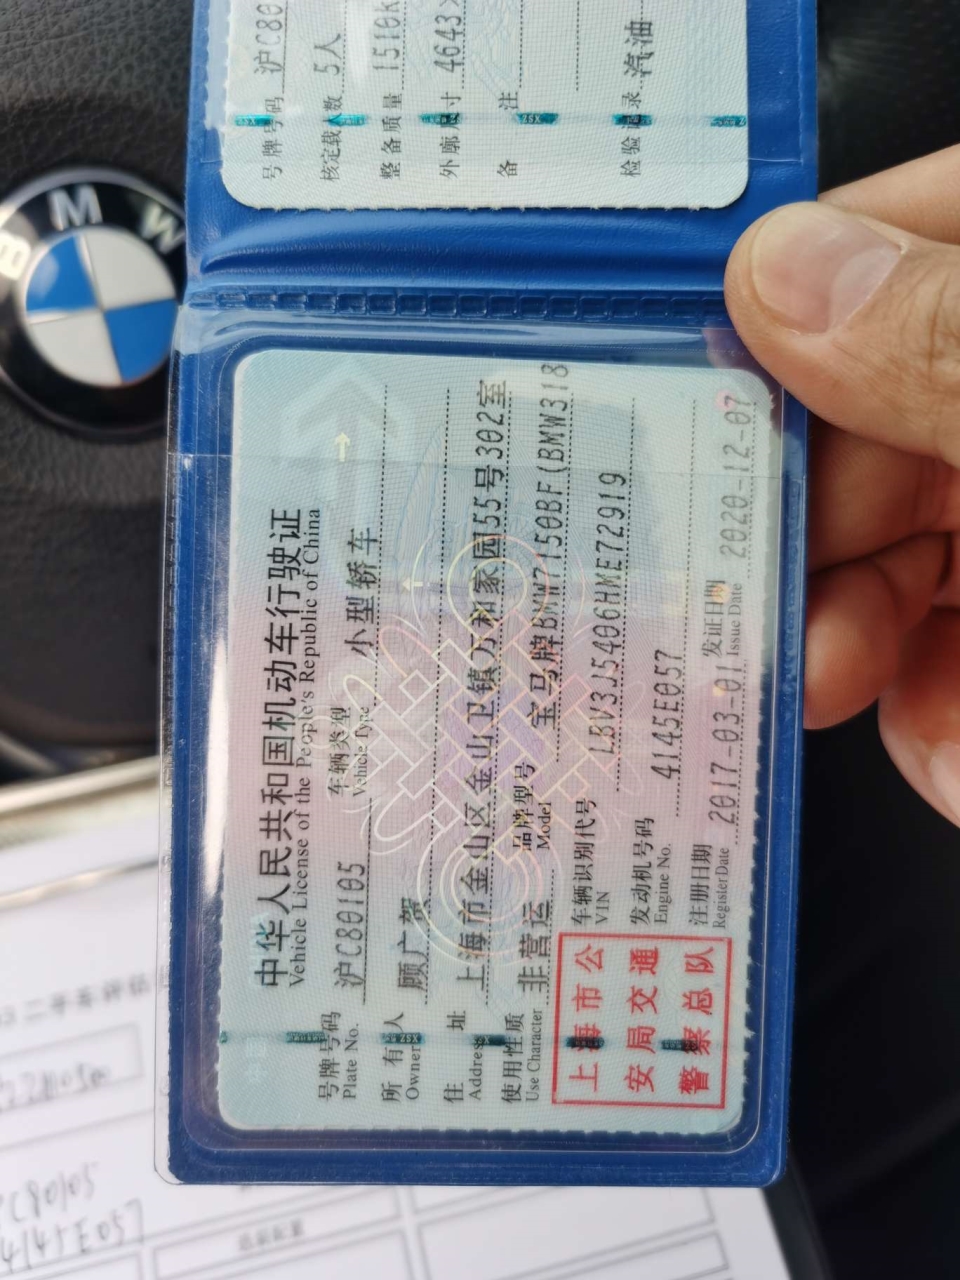 中华人民共和国机动车行驶证
Vehicle License of the People's Republic of China
号牌号码 沪C80105 车辆类型 小型轿车
Plate No. Vehicle Type
所有人 顾广贺
Owner
住址 上海市金山区金山卫镇万和家园55号302室
Address
使用性质 非营运 品牌型号 宝马牌BMW7150BF(BMW318
Use Character Model
上海市公
安局交通
警察总队
车辆识别代号 LBV3J5406HME72919
VIN
发动机号码 4145E057
Engine No.
注册日期 2017-03-01 发证日期 2020-12-07
Register Date Issue Date
号牌号码 沪C80
核定载人数 5人
整备质量 1510k
外廓尺寸 4643×
备注
检验记录 汽油
BMW
C80105
4145E057